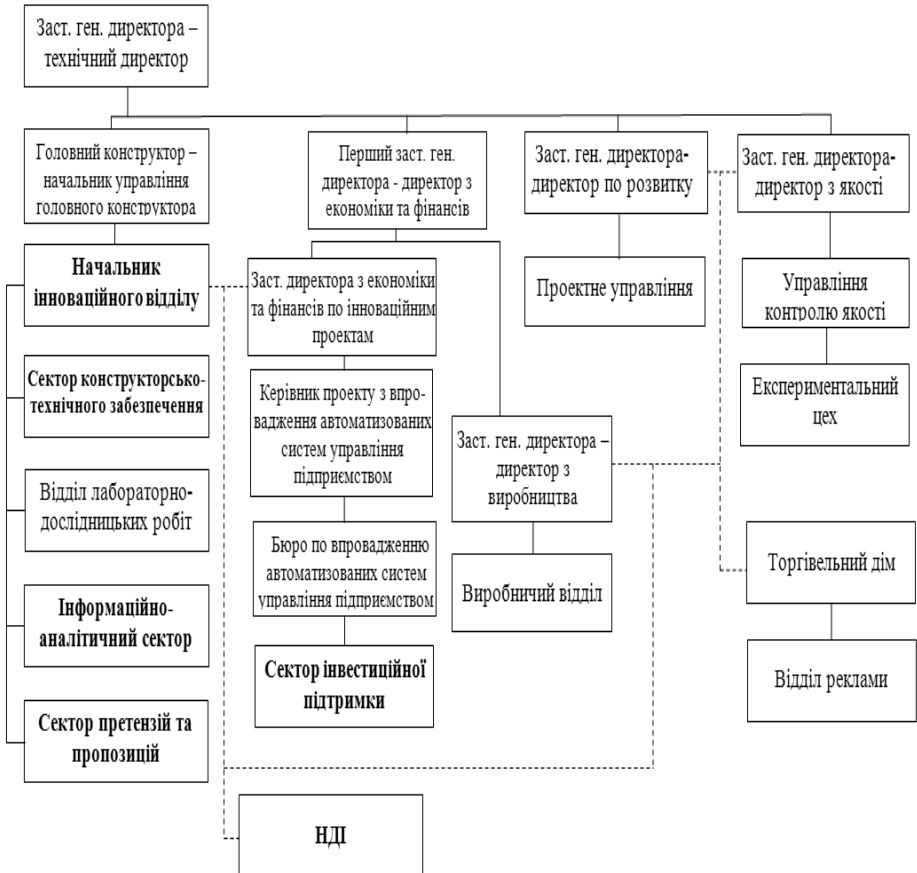 Заст. ген. директора –
технічний директор
Головний конструктор –
начальник управління
головного конструктора
Перший заст. ген.
директора - директор з
економіки та фінансів
Заст. ген. директора-
директор по розвитку
Заст. ген. директора-
директор з якості
Начальник
інноваційного відділу
Заст. директора з економіки
та фінансів по інноваційним
проектам
Проектне управління
Управління
контролю якості
Сектор конструкторсько-
технічного забезпечення
Керівник проекту з впро-
вадження автоматизованих
систем управління
підприємством
Заст. ген. директора –
директор з
виробництва
Експериментальний
цех
Відділ лабораторно-
дослідницьких робіт
Бюро по впровадженню
автоматизованих систем
управління підприємством
Виробничий відділ
Торгівельний дім
Інформаційно-
аналітичний сектор
Сектор інвестиційної
підтримки
Відділ реклами
Сектор претензій та
пропозицій
НДІ